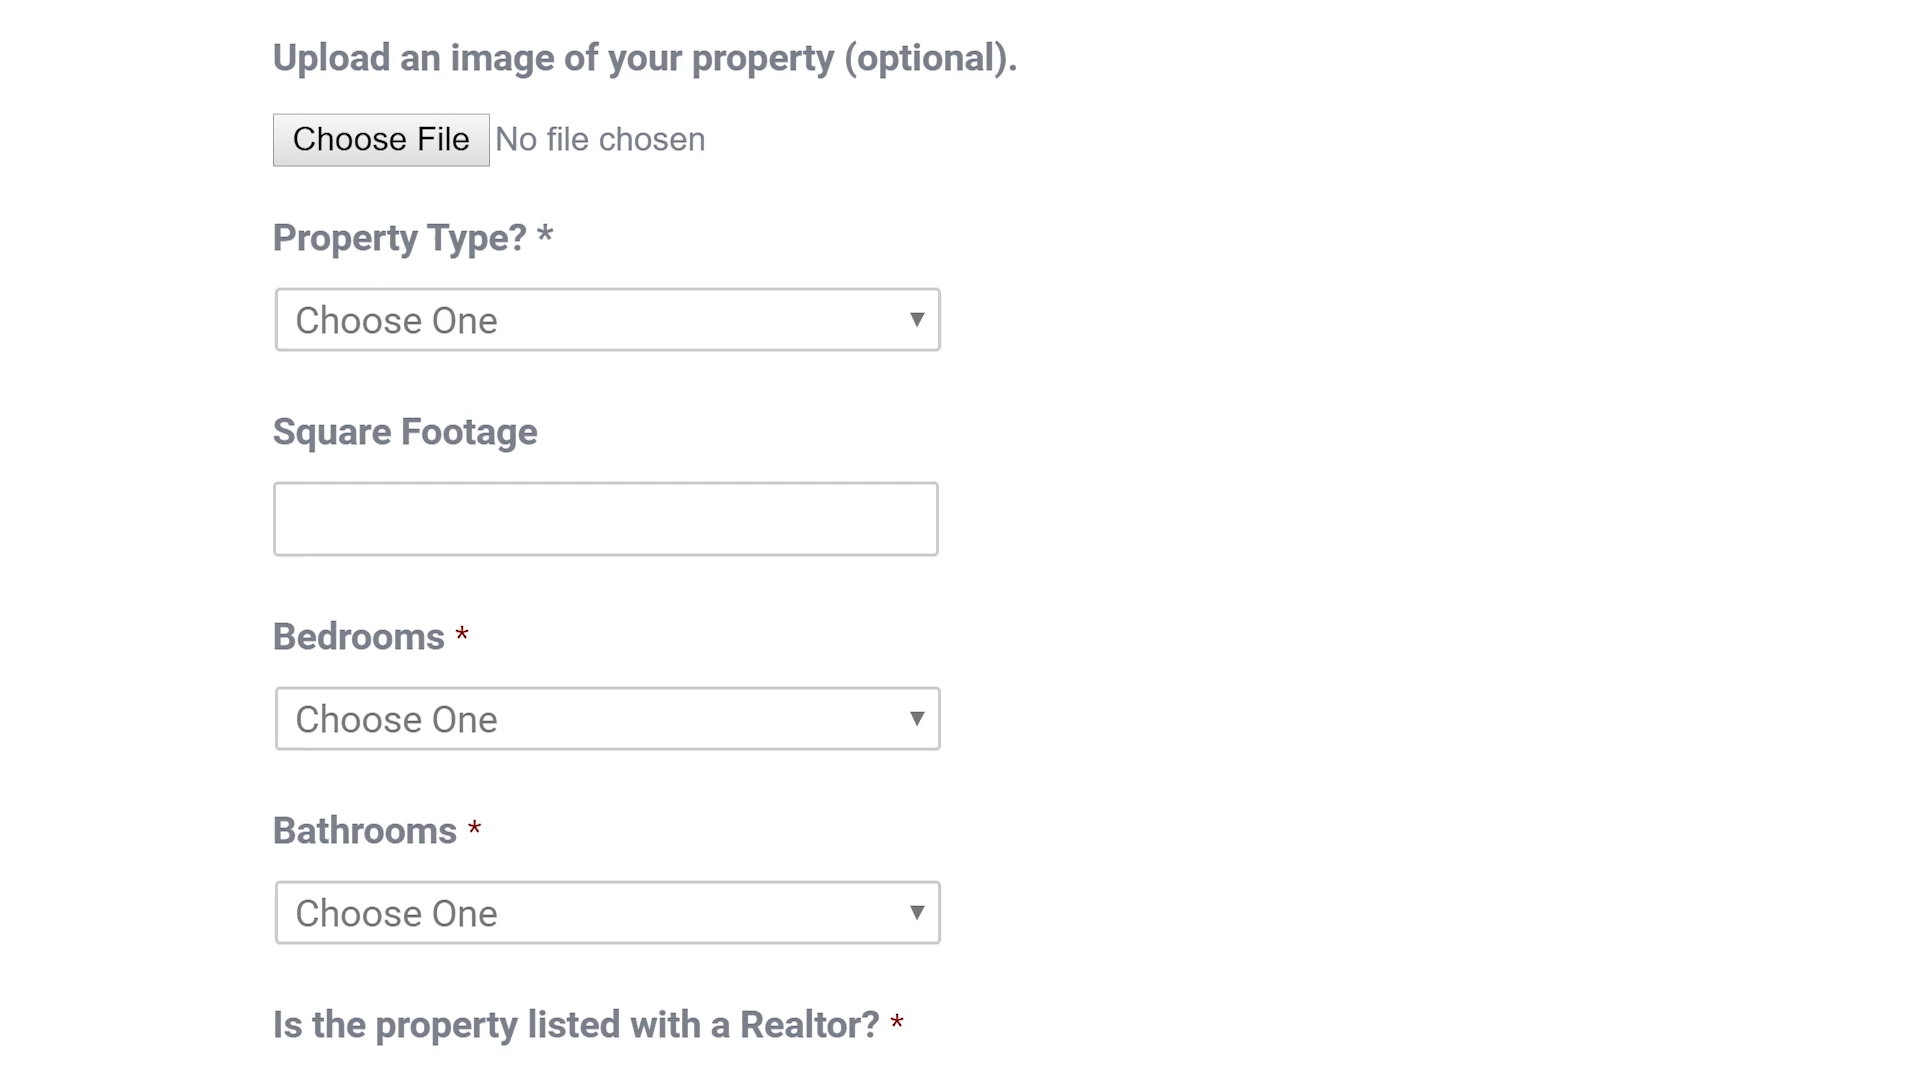 Upload an image of your property (optional).
Choose File No file chosen
Property Type? *
Choose One
Square Footage
Bedrooms *
Choose One
Bathrooms *
Choose One
Is the property listed with a Realtor? *